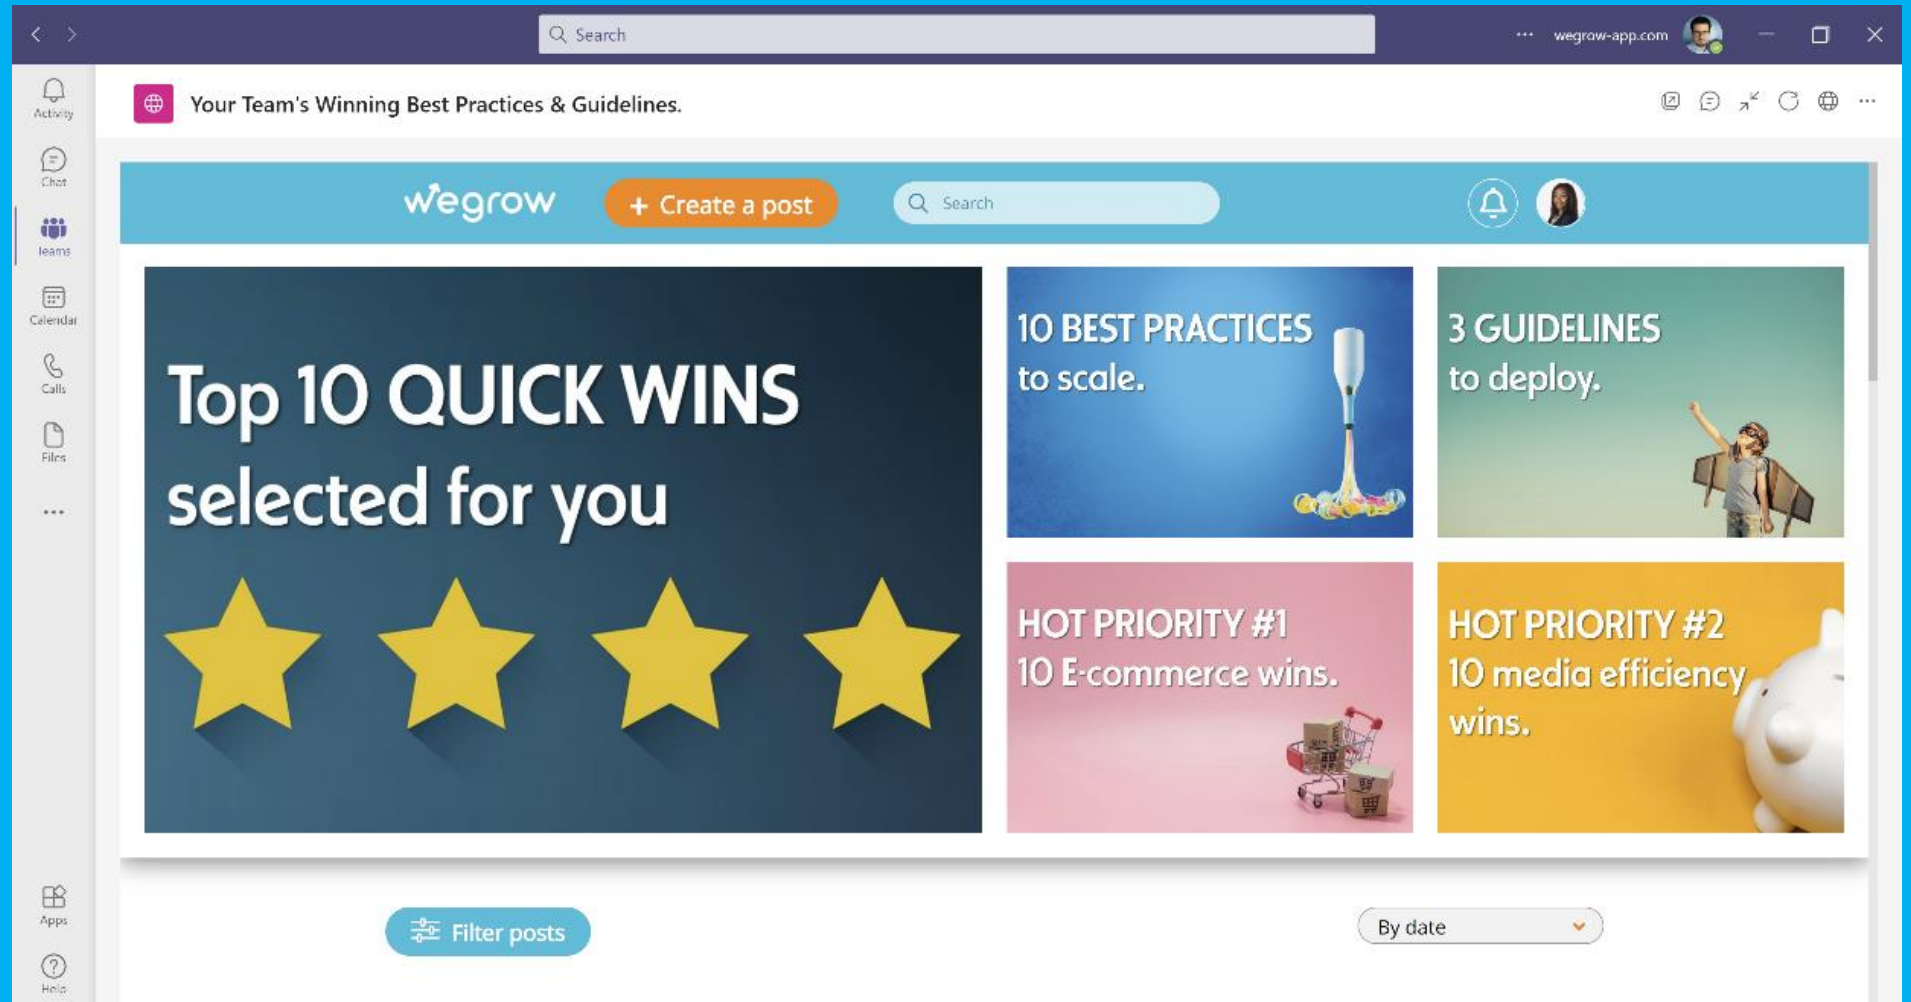 Search
wegrow-app.com
Activity
Chat
Teams
Calendar
Calls
Files
Apps
Help
Your Team's Winning Best Practices & Guidelines.
wegrow
+ Create a post
Search
Top 10 QUICK WINS
selected for you
10 BEST PRACTICES
to scale.
3 GUIDELINES
to deploy.
HOT PRIORITY #1
10 E-commerce wins.
HOT PRIORITY #2
10 media efficiency
wins.
Filter posts
By date